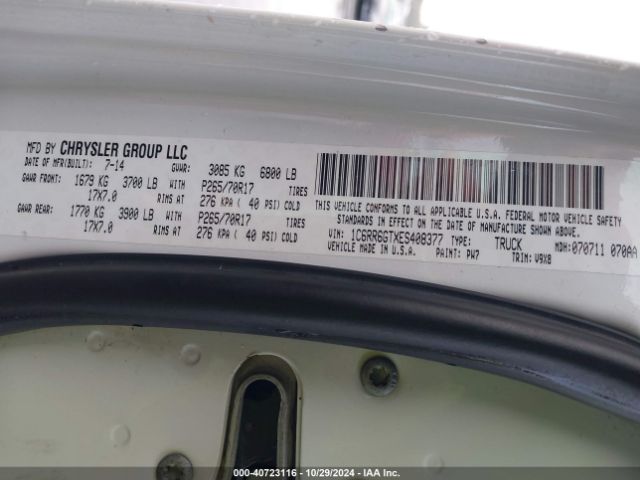 MFD BY CHRYSLER GROUP LLC
DATE OF MFR(BUILT): 7-14 GVWR: 3085 KG 6800 LB
GAWR FRONT: 1679 KG 3700 LB WITH P265/70R17 TIRES
17X7.0 RIMS AT 276 KPA ( 40 PSI) COLD
GAWR REAR: 1770 KG 3900 LB WITH P265/70R17 TIRES
17X7.0 RIMS AT 276 KPA ( 40 PSI) COLD
THIS VEHICLE CONFORMS TO ALL APPLICABLE U.S.A. FEDERAL MOTOR VEHICLE SAFETY
STANDARDS IN EFFECT ON THE DATE OF MANUFACTURE SHOWN ABOVE
VIN: 1C6RR6GTXES408377 TYPE: TRUCK MDH: 070711 070AA
VEHICLE MADE IN U.S.A. PAINT: PW7 TRIM: V9X8
000-40723116 - 10/29/2024 - IAA Inc.